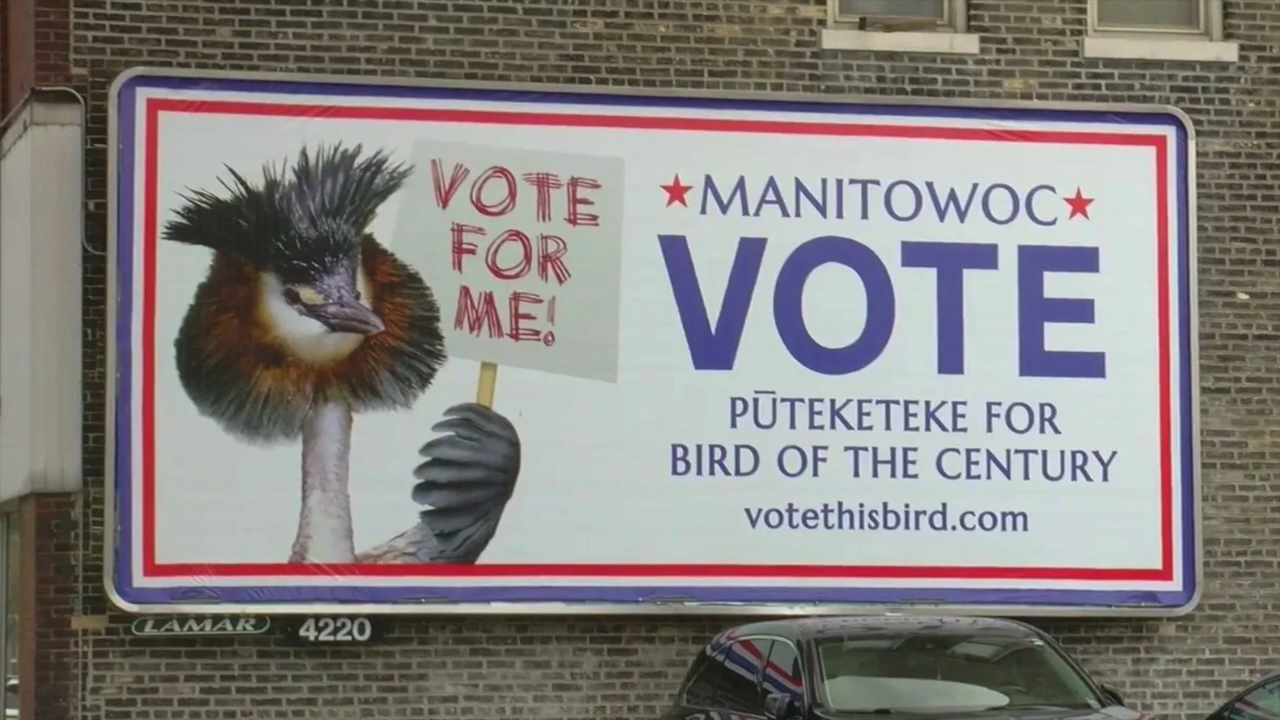 VOTE
FOR
ME!
MANITOWOC
VOTE
PŪTEKETEKE FOR
BIRD OF THE CENTURY
votethisbird.com
LAMAR
4220